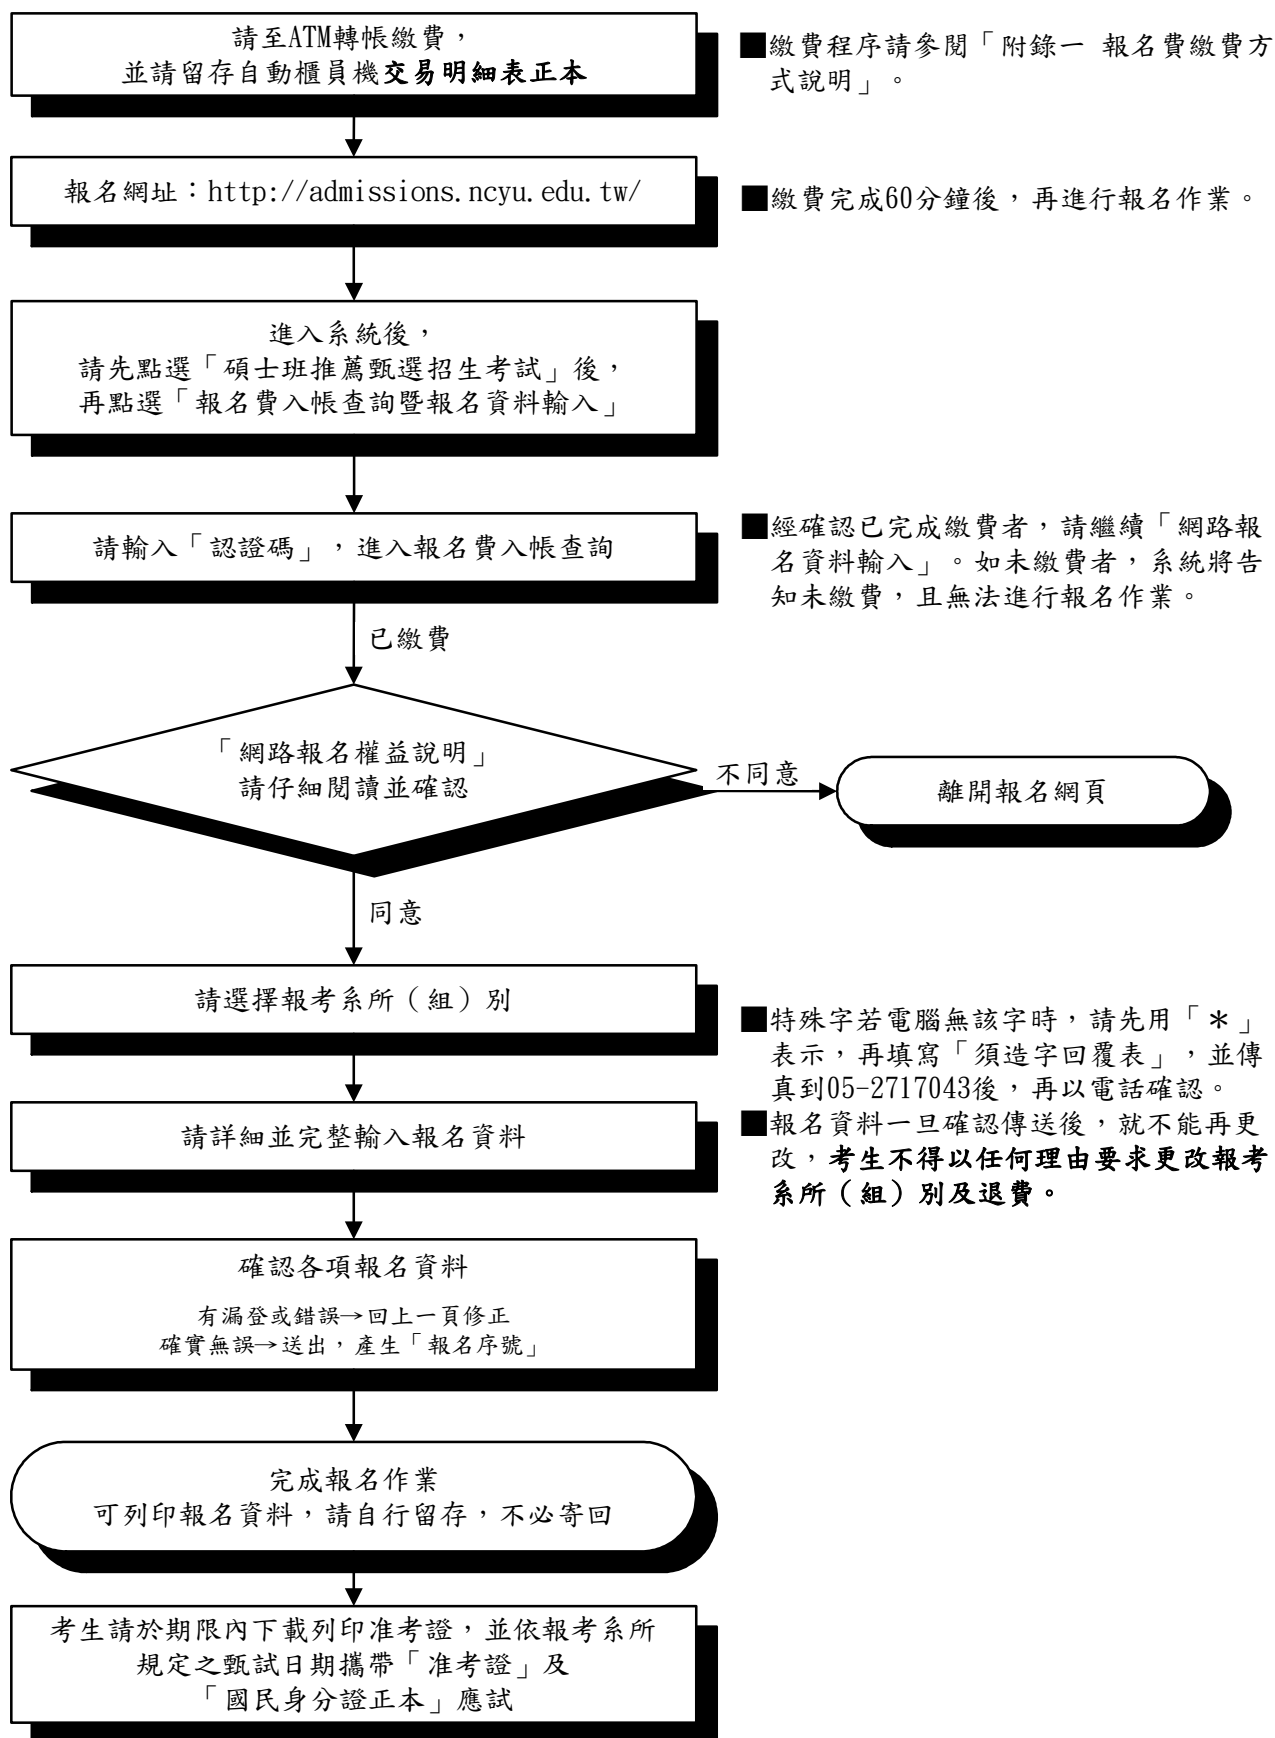 請至ATM轉帳繳費，
並請留存自動櫃員機交易明細表正本
■繳費程序請參閱「附錄一 報名費繳費方
式說明」。
報名網址：http://admissions.ncyu.edu.tw/
■繳費完成60分鐘後，再進行報名作業。
進入系統後，
請先點選「碩士班推薦甄選招生考試」後，
再點選「報名費入帳查詢暨報名資料輸入」
請輸入「認證碼」，進入報名費入帳查詢
■經確認已完成繳費者，請繼續「網路報
名資料輸入」。如未繳費者，系統將告
知未繳費，且無法進行報名作業。
已繳費
「網路報名權益說明」
請仔細閱讀並確認
不同意
離開報名網頁
同意
請選擇報考系所（組）別
■特殊字若電腦無該字時，請先用「＊」
表示，再填寫「須造字回覆表」，並傳
真到05-2717043後，再以電話確認。
請詳細並完整輸入報名資料
■報名資料一旦確認傳送後，就不能再更
改，考生不得以任何理由要求更改報考
系所（組）別及退費。
確認各項報名資料
有漏登或錯誤→回上一頁修正
確實無誤→送出，產生「報名序號」
完成報名作業
可列印報名資料，請自行留存，不必寄回
考生請於期限內下載列印准考證，並依報考系所
規定之甄試日期攜帶「准考證」及
「國民身分證正本」應試